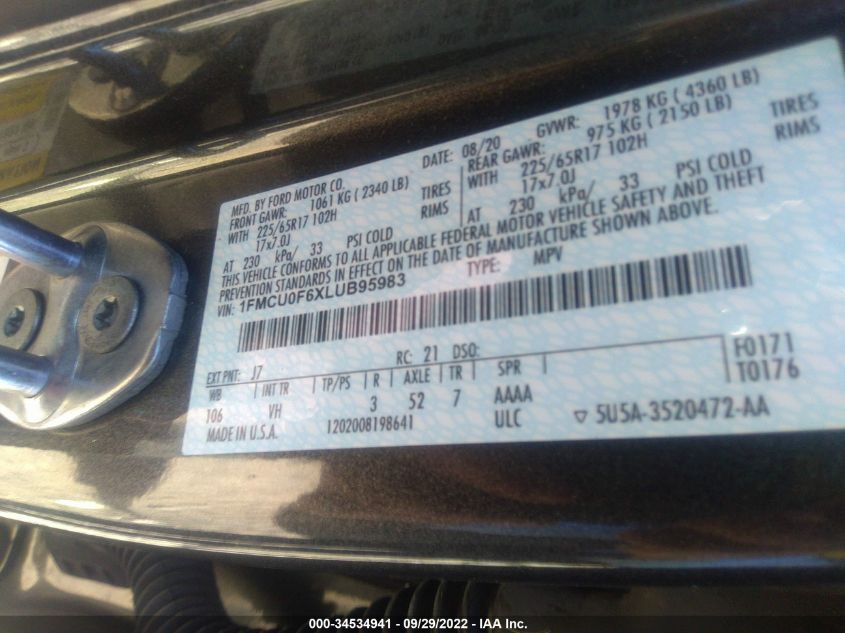 MFD. BY FORD MOTOR CO.
DATE: 08/20
GVWR: 1978 KG ( 4360 LB)
FRONT GAWR: 1061 KG ( 2340 LB)
REAR GAWR: 975 KG ( 2150 LB)
WITH 225/65R17 102H TIRES
WITH 225/65R17 102H TIRES
17x7.0J RIMS
17x7.0J RIMS
AT 230 kPa/ 33 PSI COLD
AT 230 kPa/ 33 PSI COLD
THIS VEHICLE CONFORMS TO ALL APPLICABLE FEDERAL MOTOR VEHICLE SAFETY AND THEFT
PREVENTION STANDARDS IN EFFECT ON THE DATE OF MANUFACTURE SHOWN ABOVE.
VIN: 1FMCU0F6XLUB95983
TYPE: MPV
EXT PNT: J7 RC: 21 DSO: F0171
WB INT TR TP/PS R AXLE TR SPR T0176
106 VH 3 52 7 AAAA
MADE IN U.S.A. 1202008198641 ULC ▽ 5U5A-3520472-AA
000-34534941 - 09/29/2022 - IAA Inc.